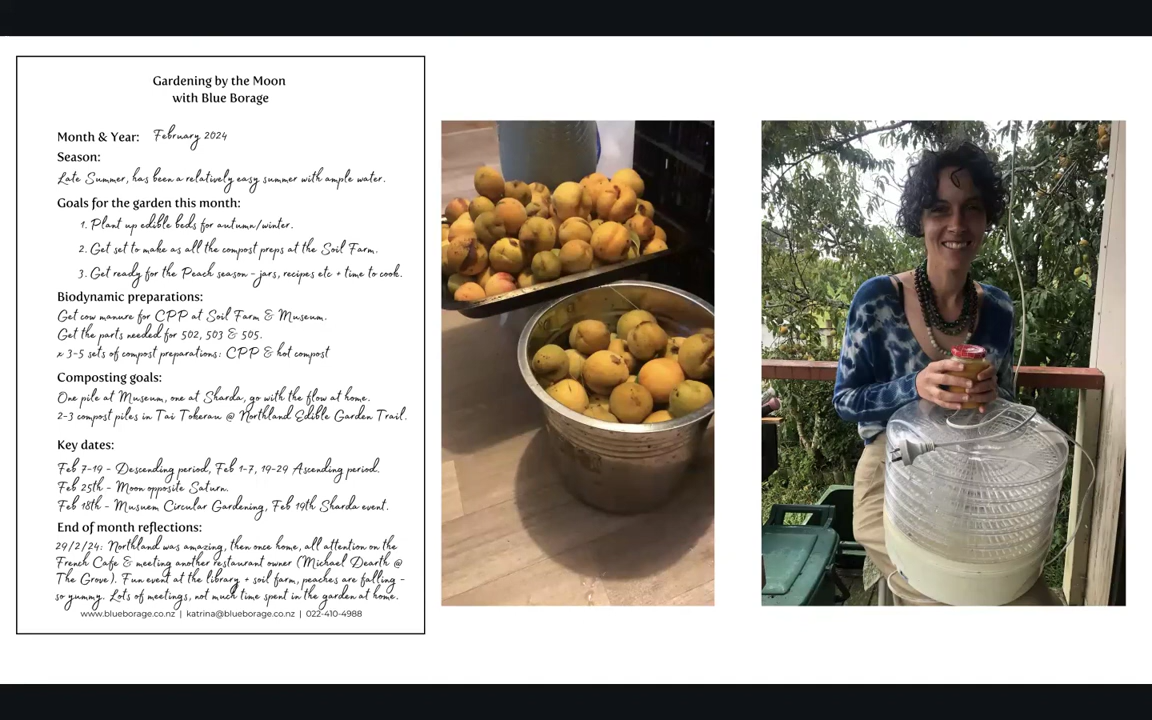 Gardening by the Moon
with Blue Borage
Month & Year: February 2024
Season:
Late Summer, has been a relatively easy summer with ample water.
Goals for the garden this month:
1. Plant up edible beds for autumn/winter.
2. Get set to make as all the compost preps at the Soil Farm.
3. Get ready for the Peach season - jars, recipes etc + time to cook.
Biodynamic preparations:
Get cow manure for CPP at Soil Farm & Museum.
Get the parts needed for 502, 503 & 505.
x 3-5 sets of compost preparations: CPP & hot compost
Composting goals:
One pile at Museum, one at Sharda, go with the flow at home.
2-3 compost piles in Tai Tokerau @ Northland Edible Garden Trail.
Key dates:
Feb 7-19 - Descending period, Feb 1-7, 19-29 Ascending period.
Feb 25th - Moon opposite Saturn.
Feb 18th - Musuem Circular Gardening, Feb 19th Sharda event.
End of month reflections:
29/2/24: Northland was amazing, then one home, all attention on the
French Cafe & meeting another restaurant owner (Michael Dearth @
The Grove). Fun event at the library + soil farm, peaches are falling -
so yummy. Lots of meetings, not much time spent in the garden at home.
www.blueborage.co.nz | katrina@blueborage.co.nz | 022-410-4988